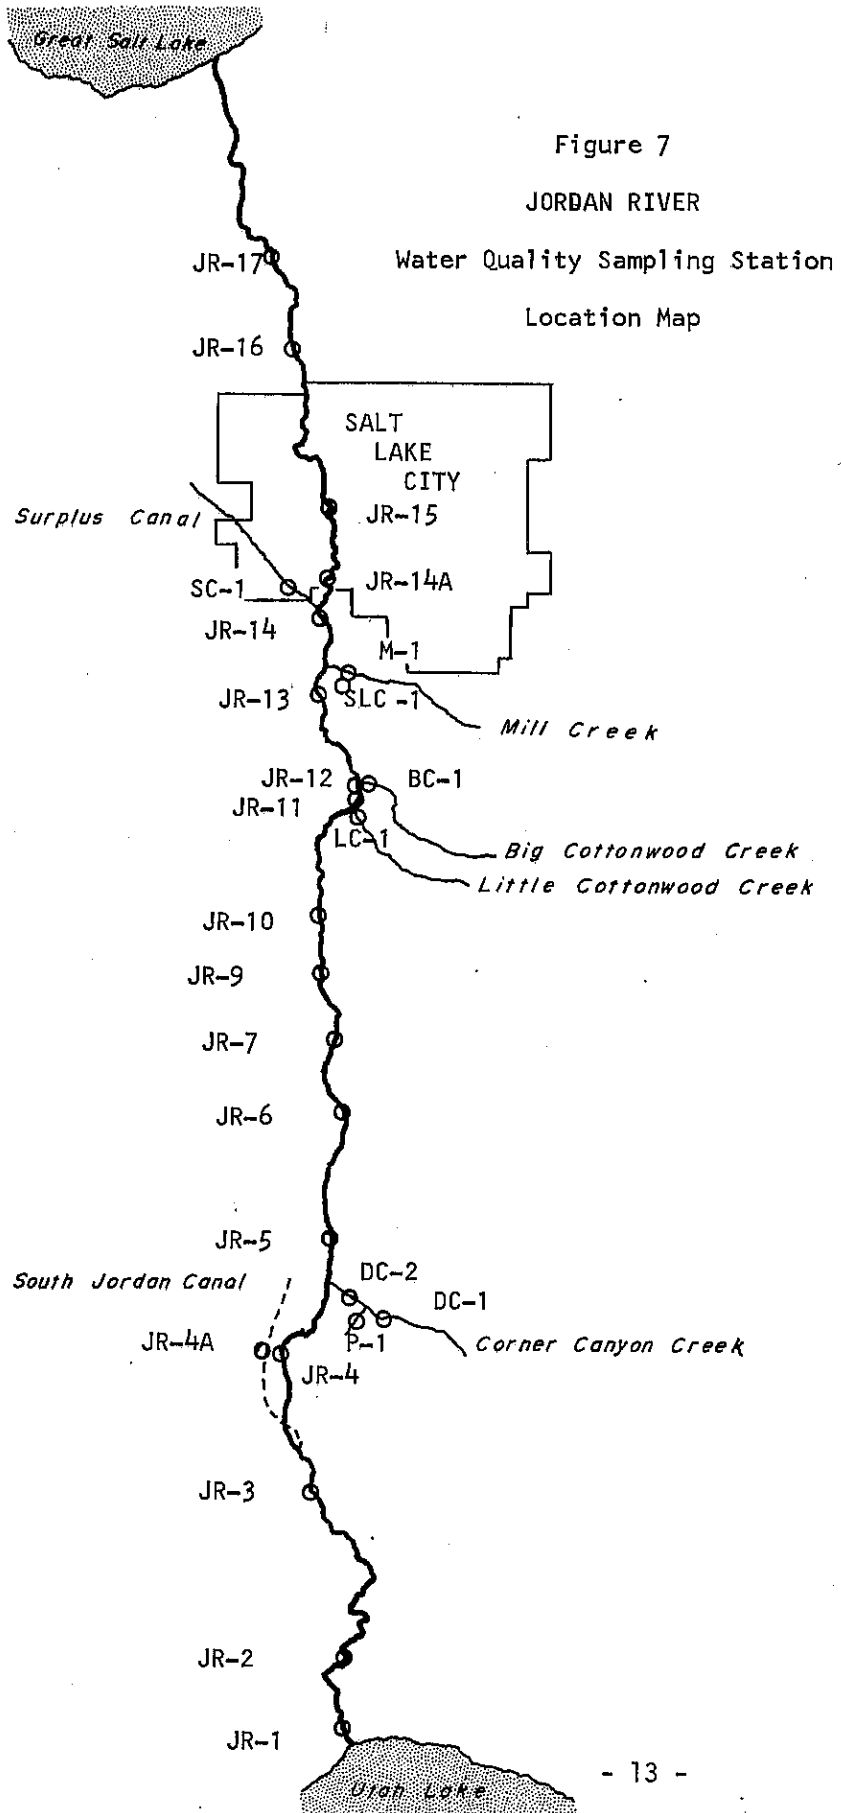 Great Salt Lake
Figure 7
JORDAN RIVER
Water Quality Sampling Station
Location Map
JR-17
JR-16
SALT
LAKE
CITY
Surplus Canal
JR-15
SC-1
JR-14A
JR-14
M-1
JR-13
SLC -1
Mill Creek
JR-12
BC-1
JR-11
LC-1
Big Cottonwood Creek
Little Cottonwood Creek
JR-10
JR-9
JR-7
JR-6
JR-5
South Jordan Canal
DC-2
DC-1
JR-4A
P-1
Corner Canyon Creek
JR-4
JR-3
JR-2
JR-1
Utah Lake
- 13 -